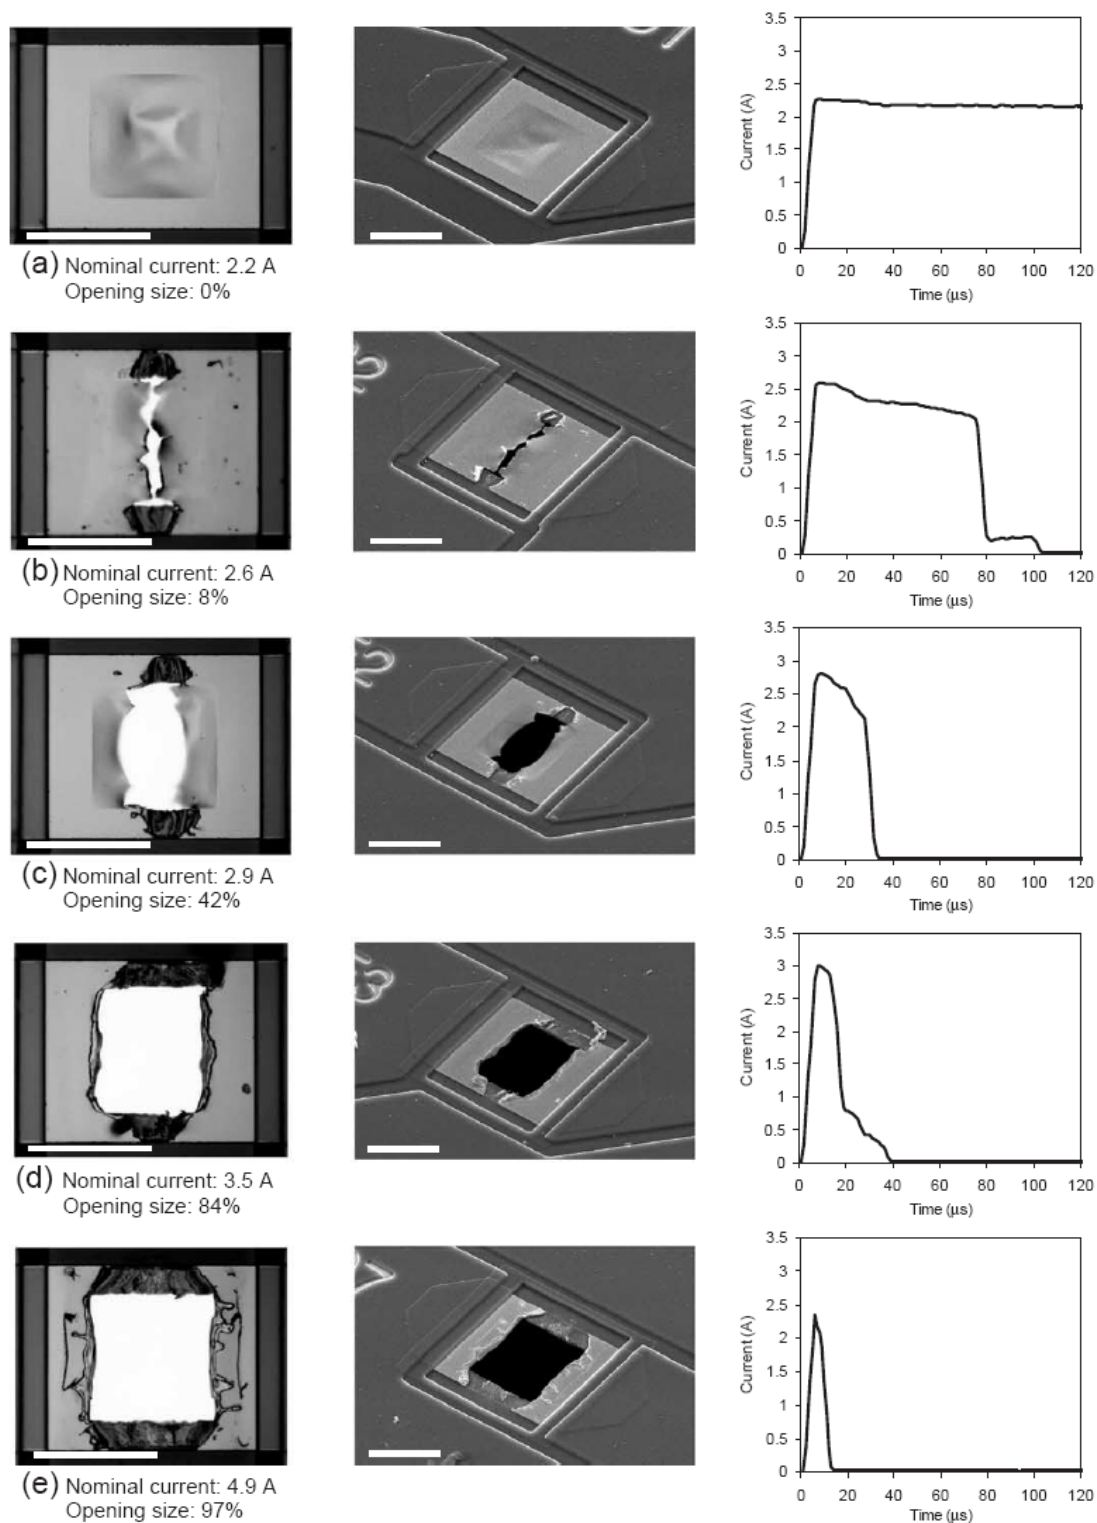 3.5
3
2.5
2
1.5
1
0.5
0
Current (A)
0 20 40 60 80 100 120
Time (μs)
(a) Nominal current: 2.2 A
Opening size: 0%
3.5
3
2.5
2
1.5
1
0.5
0
Current (A)
0 20 40 60 80 100 120
Time (μs)
(b) Nominal current: 2.6 A
Opening size: 8%
3.5
3
2.5
2
1.5
1
0.5
0
Current (A)
0 20 40 60 80 100 120
Time (μs)
(c) Nominal current: 2.9 A
Opening size: 42%
3.5
3
2.5
2
1.5
1
0.5
0
Current (A)
0 20 40 60 80 100 120
Time (μs)
(d) Nominal current: 3.5 A
Opening size: 84%
3.5
3
2.5
2
1.5
1
0.5
0
Current (A)
0 20 40 60 80 100 120
Time (μs)
(e) Nominal current: 4.9 A
Opening size: 97%